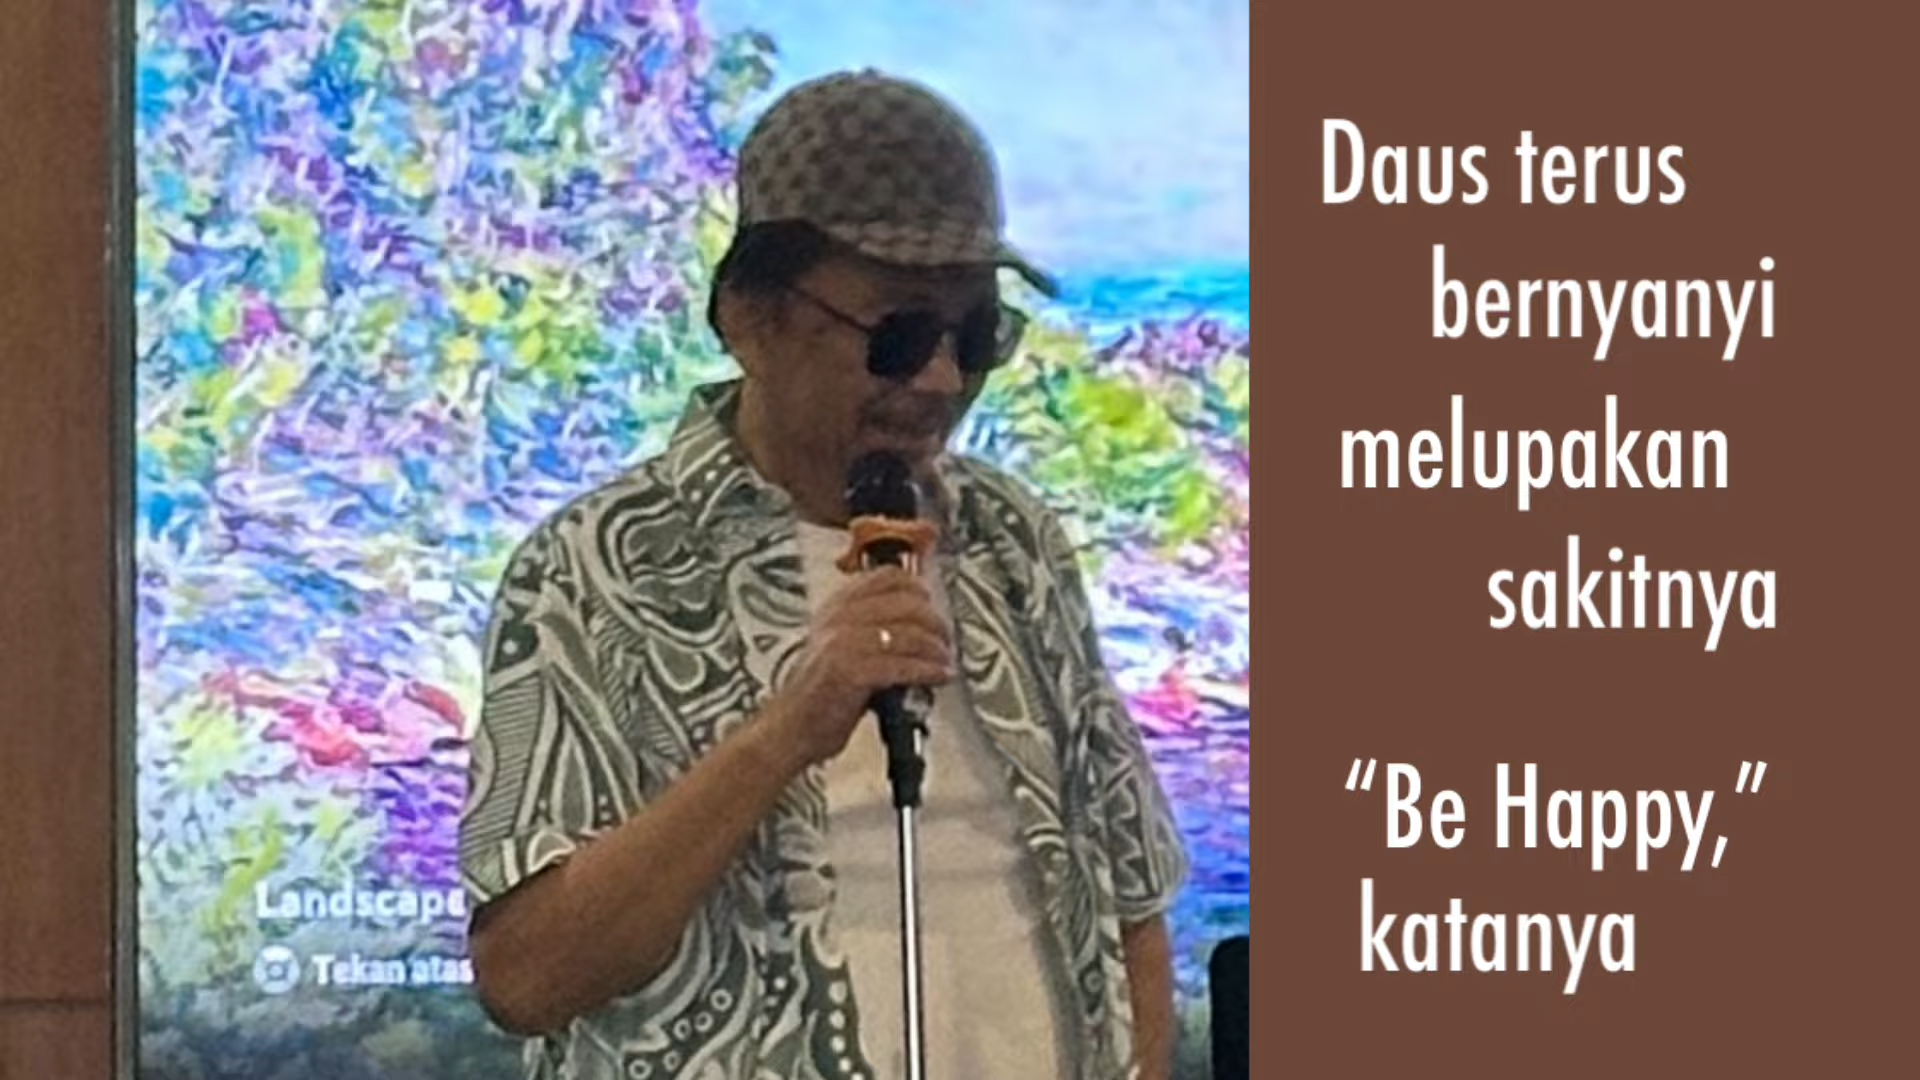 Daus terus
bernyanyi
melupakan
sakitnya
“Be Happy,”
katanya
Landscape
Tekan atas